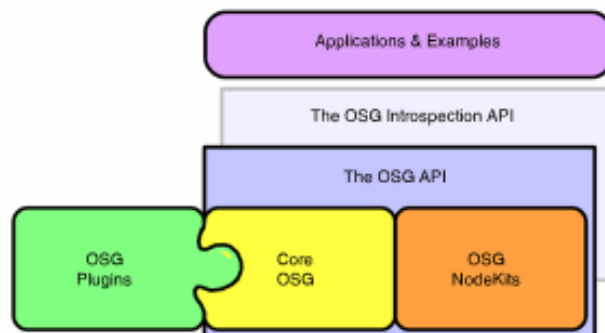 Applications & Examples
The OSG Introspection API
The OSG API
OSG
Plugins
Core
OSG
OSG
NodeKits